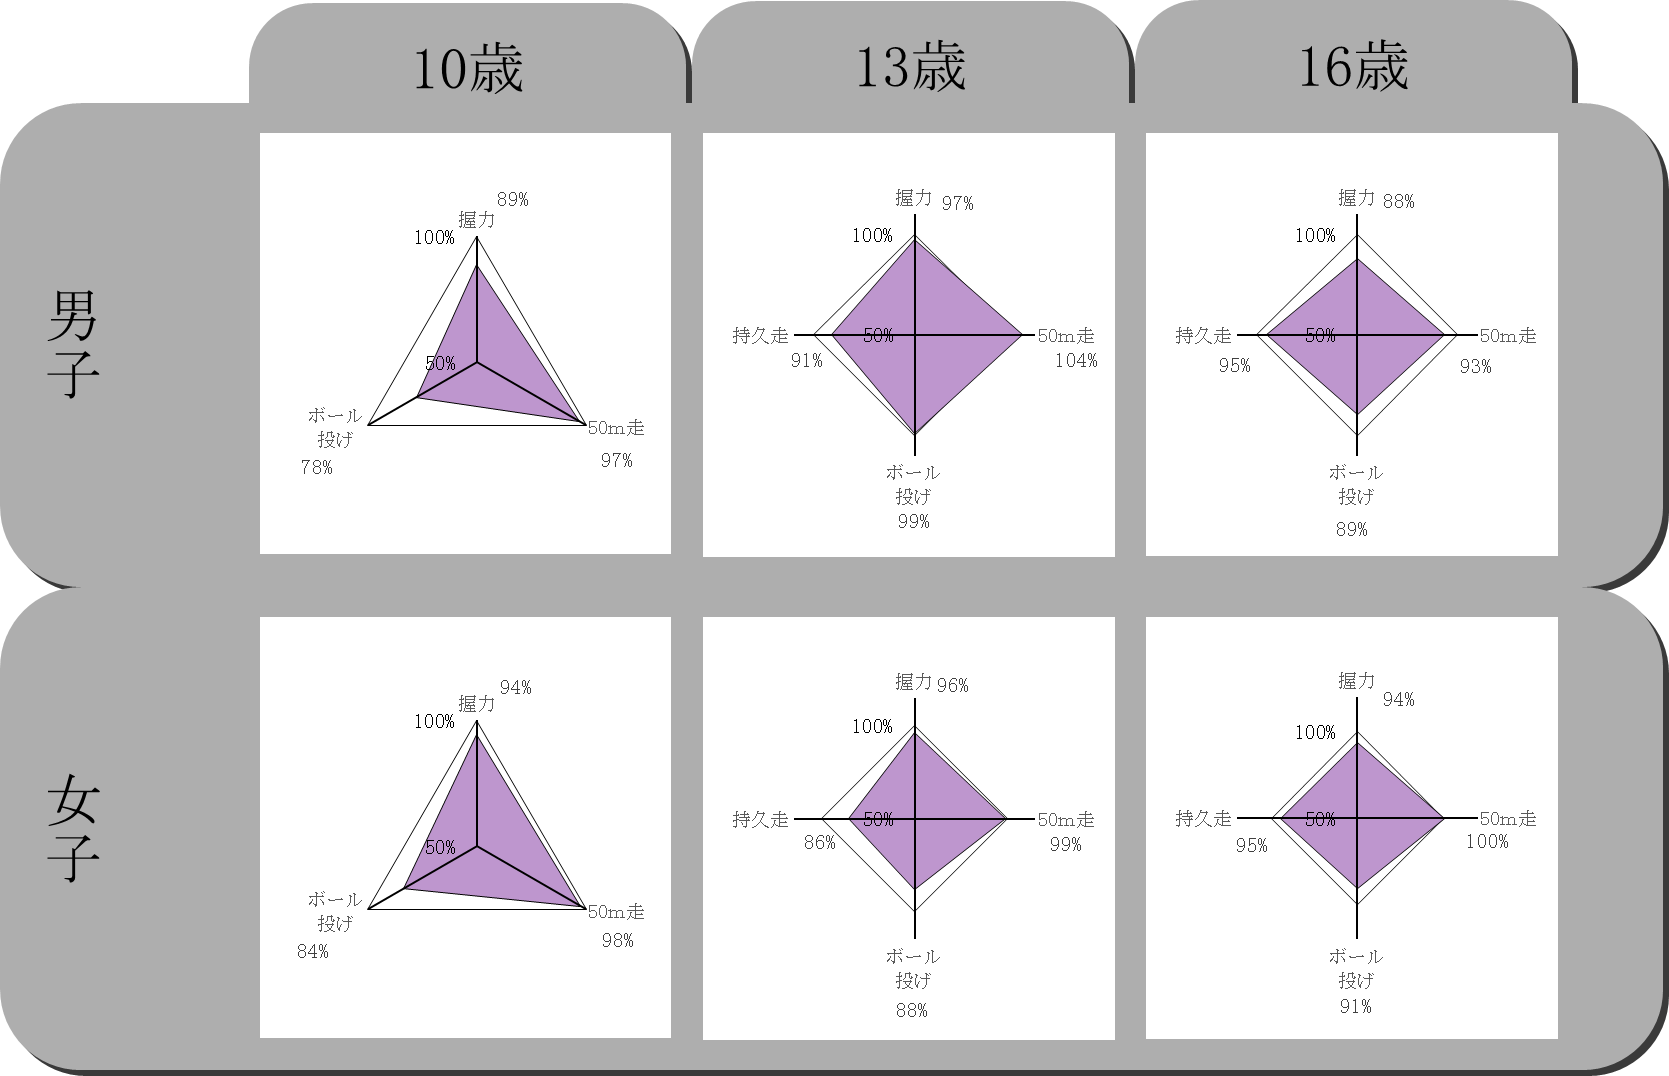 10歳
13歳
16歳
男子
89%
握力
100%
50%
ボール
投げ
78%
50m走
97%
握力
97%
100%
持久走
50%
50m走
91%
104%
ボール
投げ
99%
握力
88%
100%
持久走
50%
50m走
95%
93%
ボール
投げ
89%
女子
94%
握力
100%
50%
ボール
投げ
84%
50m走
98%
握力
96%
100%
持久走
50%
50m走
86%
99%
ボール
投げ
88%
握力
94%
100%
持久走
50%
50m走
95%
100%
ボール
投げ
91%